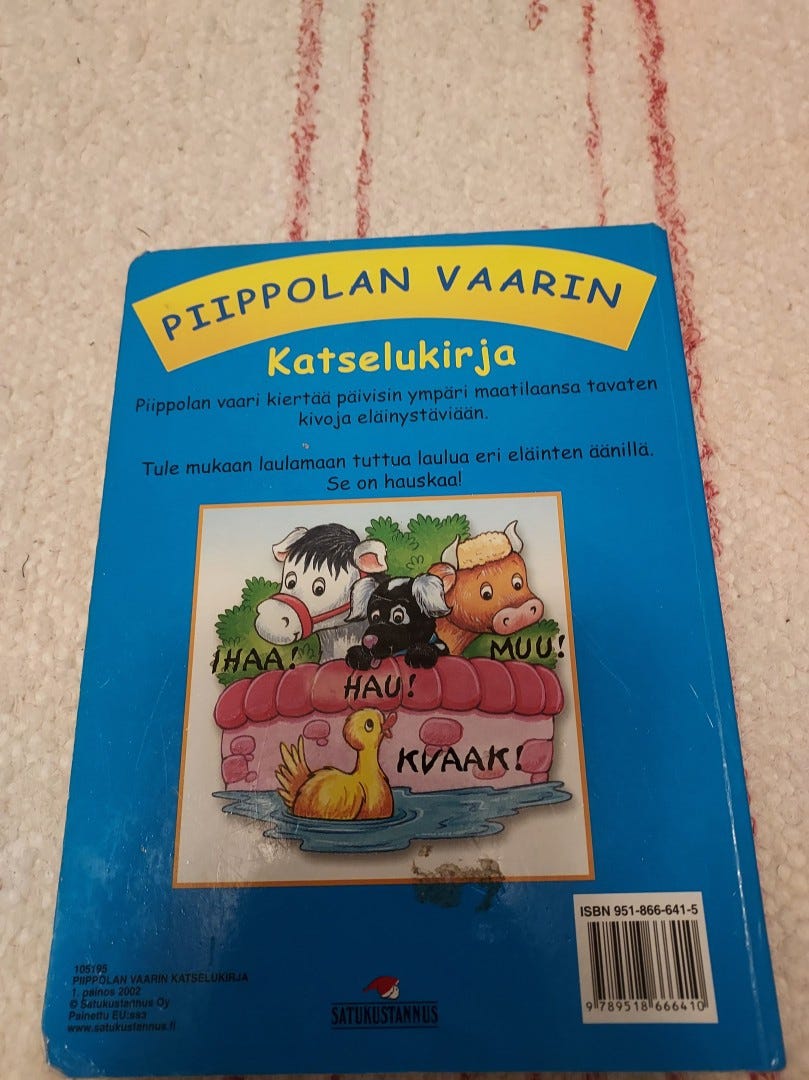 PIIPPOLAN VAARIN
Katselukirja
Piippolan vaari kiertää päivisin ympäri maatilaansa tavaten
kivoja eläinystäviään.
Tule mukaan laulamaan tuttua laulua eri eläinten äänillä.
Se on hauskaa!
IHAA!
MUU!
HAU!
KVAAK!
ISBN 951-866-641-5
9 789518 666410
105195
PIIPPOLAN VAARIN KATSELUKIRJA
1. painos 2002
© Satukustannus Oy
Painettu EU:ssa
www.satukustannus.fi
SATUKUSTANNUS